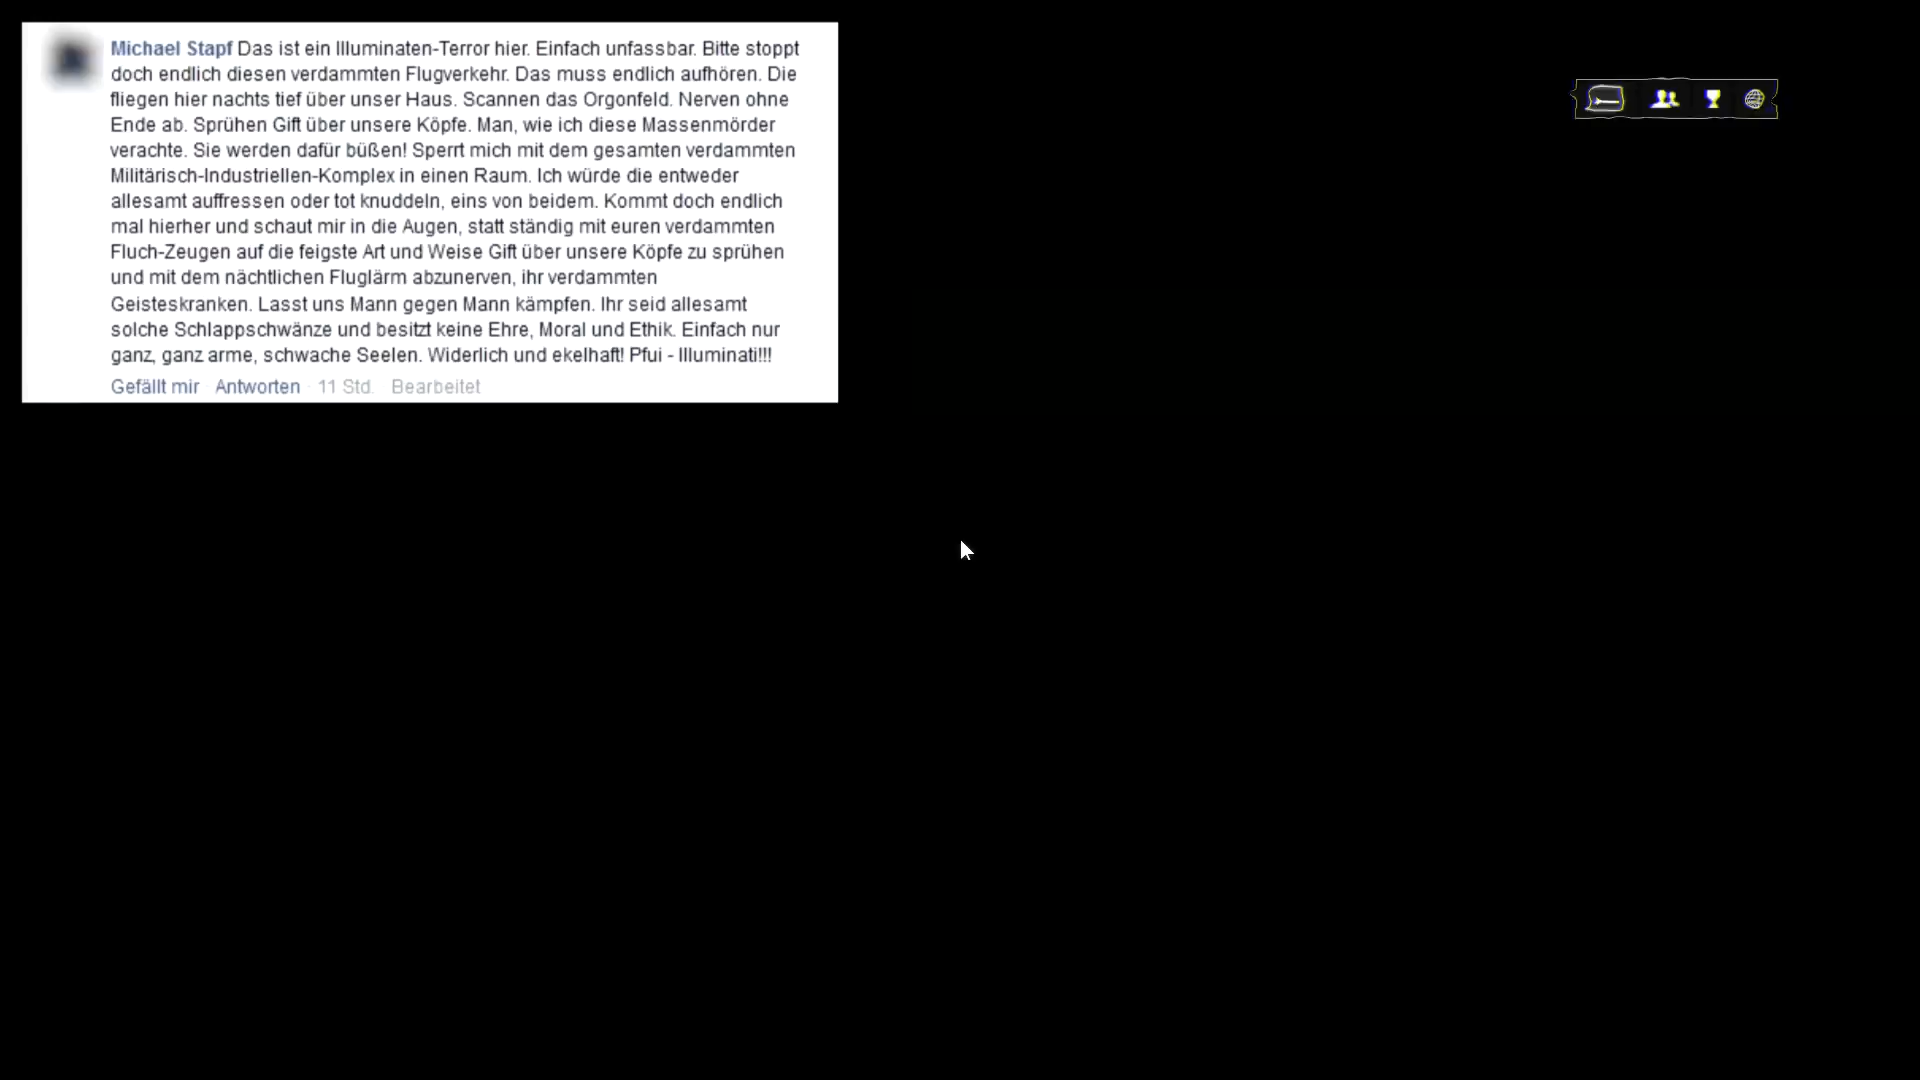 Michael Stapf Das ist ein Illuminaten-Terror hier. Einfach unfassbar. Bitte stoppt
doch endlich diesen verdammten Flugverkehr. Das muss endlich aufhören. Die
fliegen hier nachts tief über unser Haus. Scannen das Orgonfeld. Nerven ohne
Ende ab. Sprühen Gift über unsere Köpfe. Man, wie ich diese Massenmörder
verachte. Sie werden dafür büßen! Sperrt mich mit dem gesamten verdammten
Militärisch-Industriellen-Komplex in einen Raum. Ich würde die entweder
allesamt auffressen oder tot knuddeln, eins von beidem. Kommt doch endlich
mal hierher und schaut mir in die Augen, statt ständig mit euren verdammten
Fluch-Zeugen auf die feigste Art und Weise Gift über unsere Köpfe zu sprühen
und mit dem nächtlichen Fluglärm abzunerven, ihr verdammten
Geisteskranken. Lasst uns Mann gegen Mann kämpfen. Ihr seid allesamt
solche Schlappschwänze und besitzt keine Ehre, Moral und Ethik. Einfach nur
ganz, ganz arme, schwache Seelen. Widerlich und ekelhaft! Pfui - Illuminati!!!
Gefällt mir · Antworten · 11 Std. · Bearbeitet